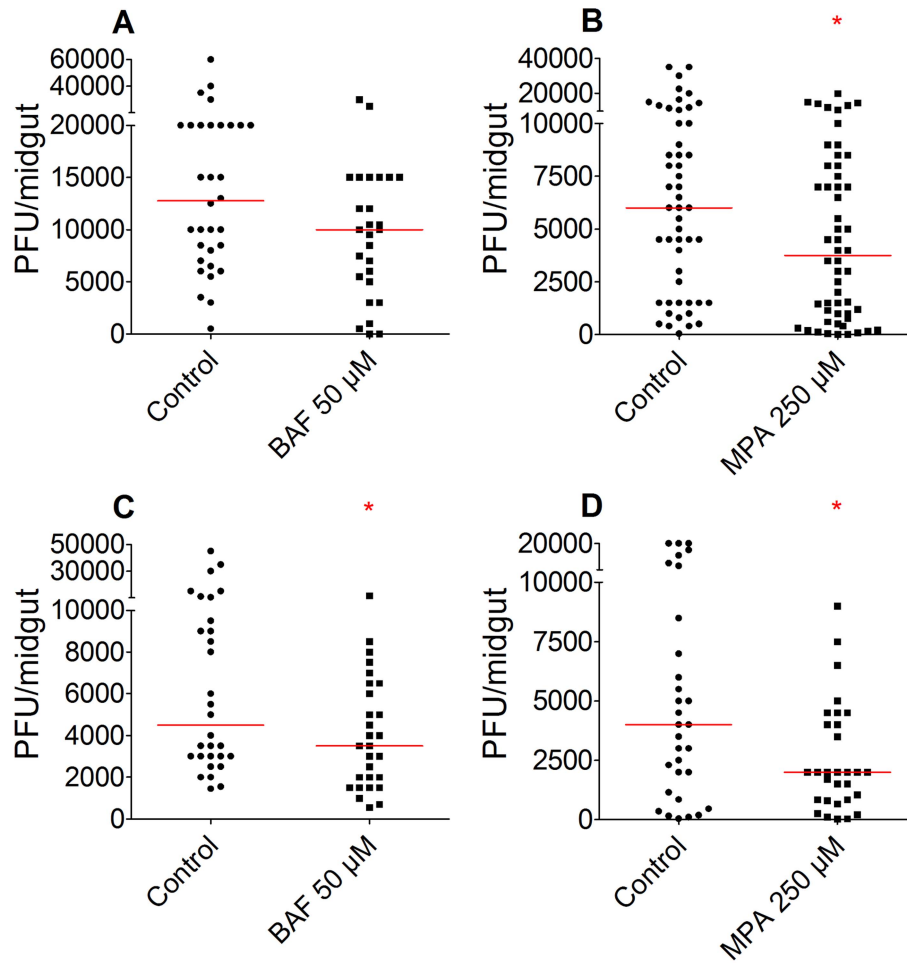 A
PFU/midgut
60000
40000
20000
15000
10000
5000
0
Control
BAF 50 µM
B
*
PFU/midgut
40000
20000
10000
7500
5000
2500
0
Control
MPA 250 µM
C
*
PFU/midgut
50000
30000
10000
8000
6000
4000
2000
0
Control
BAF 50 µM
D
*
PFU/midgut
20000
10000
7500
5000
2500
0
Control
MPA 250 µM